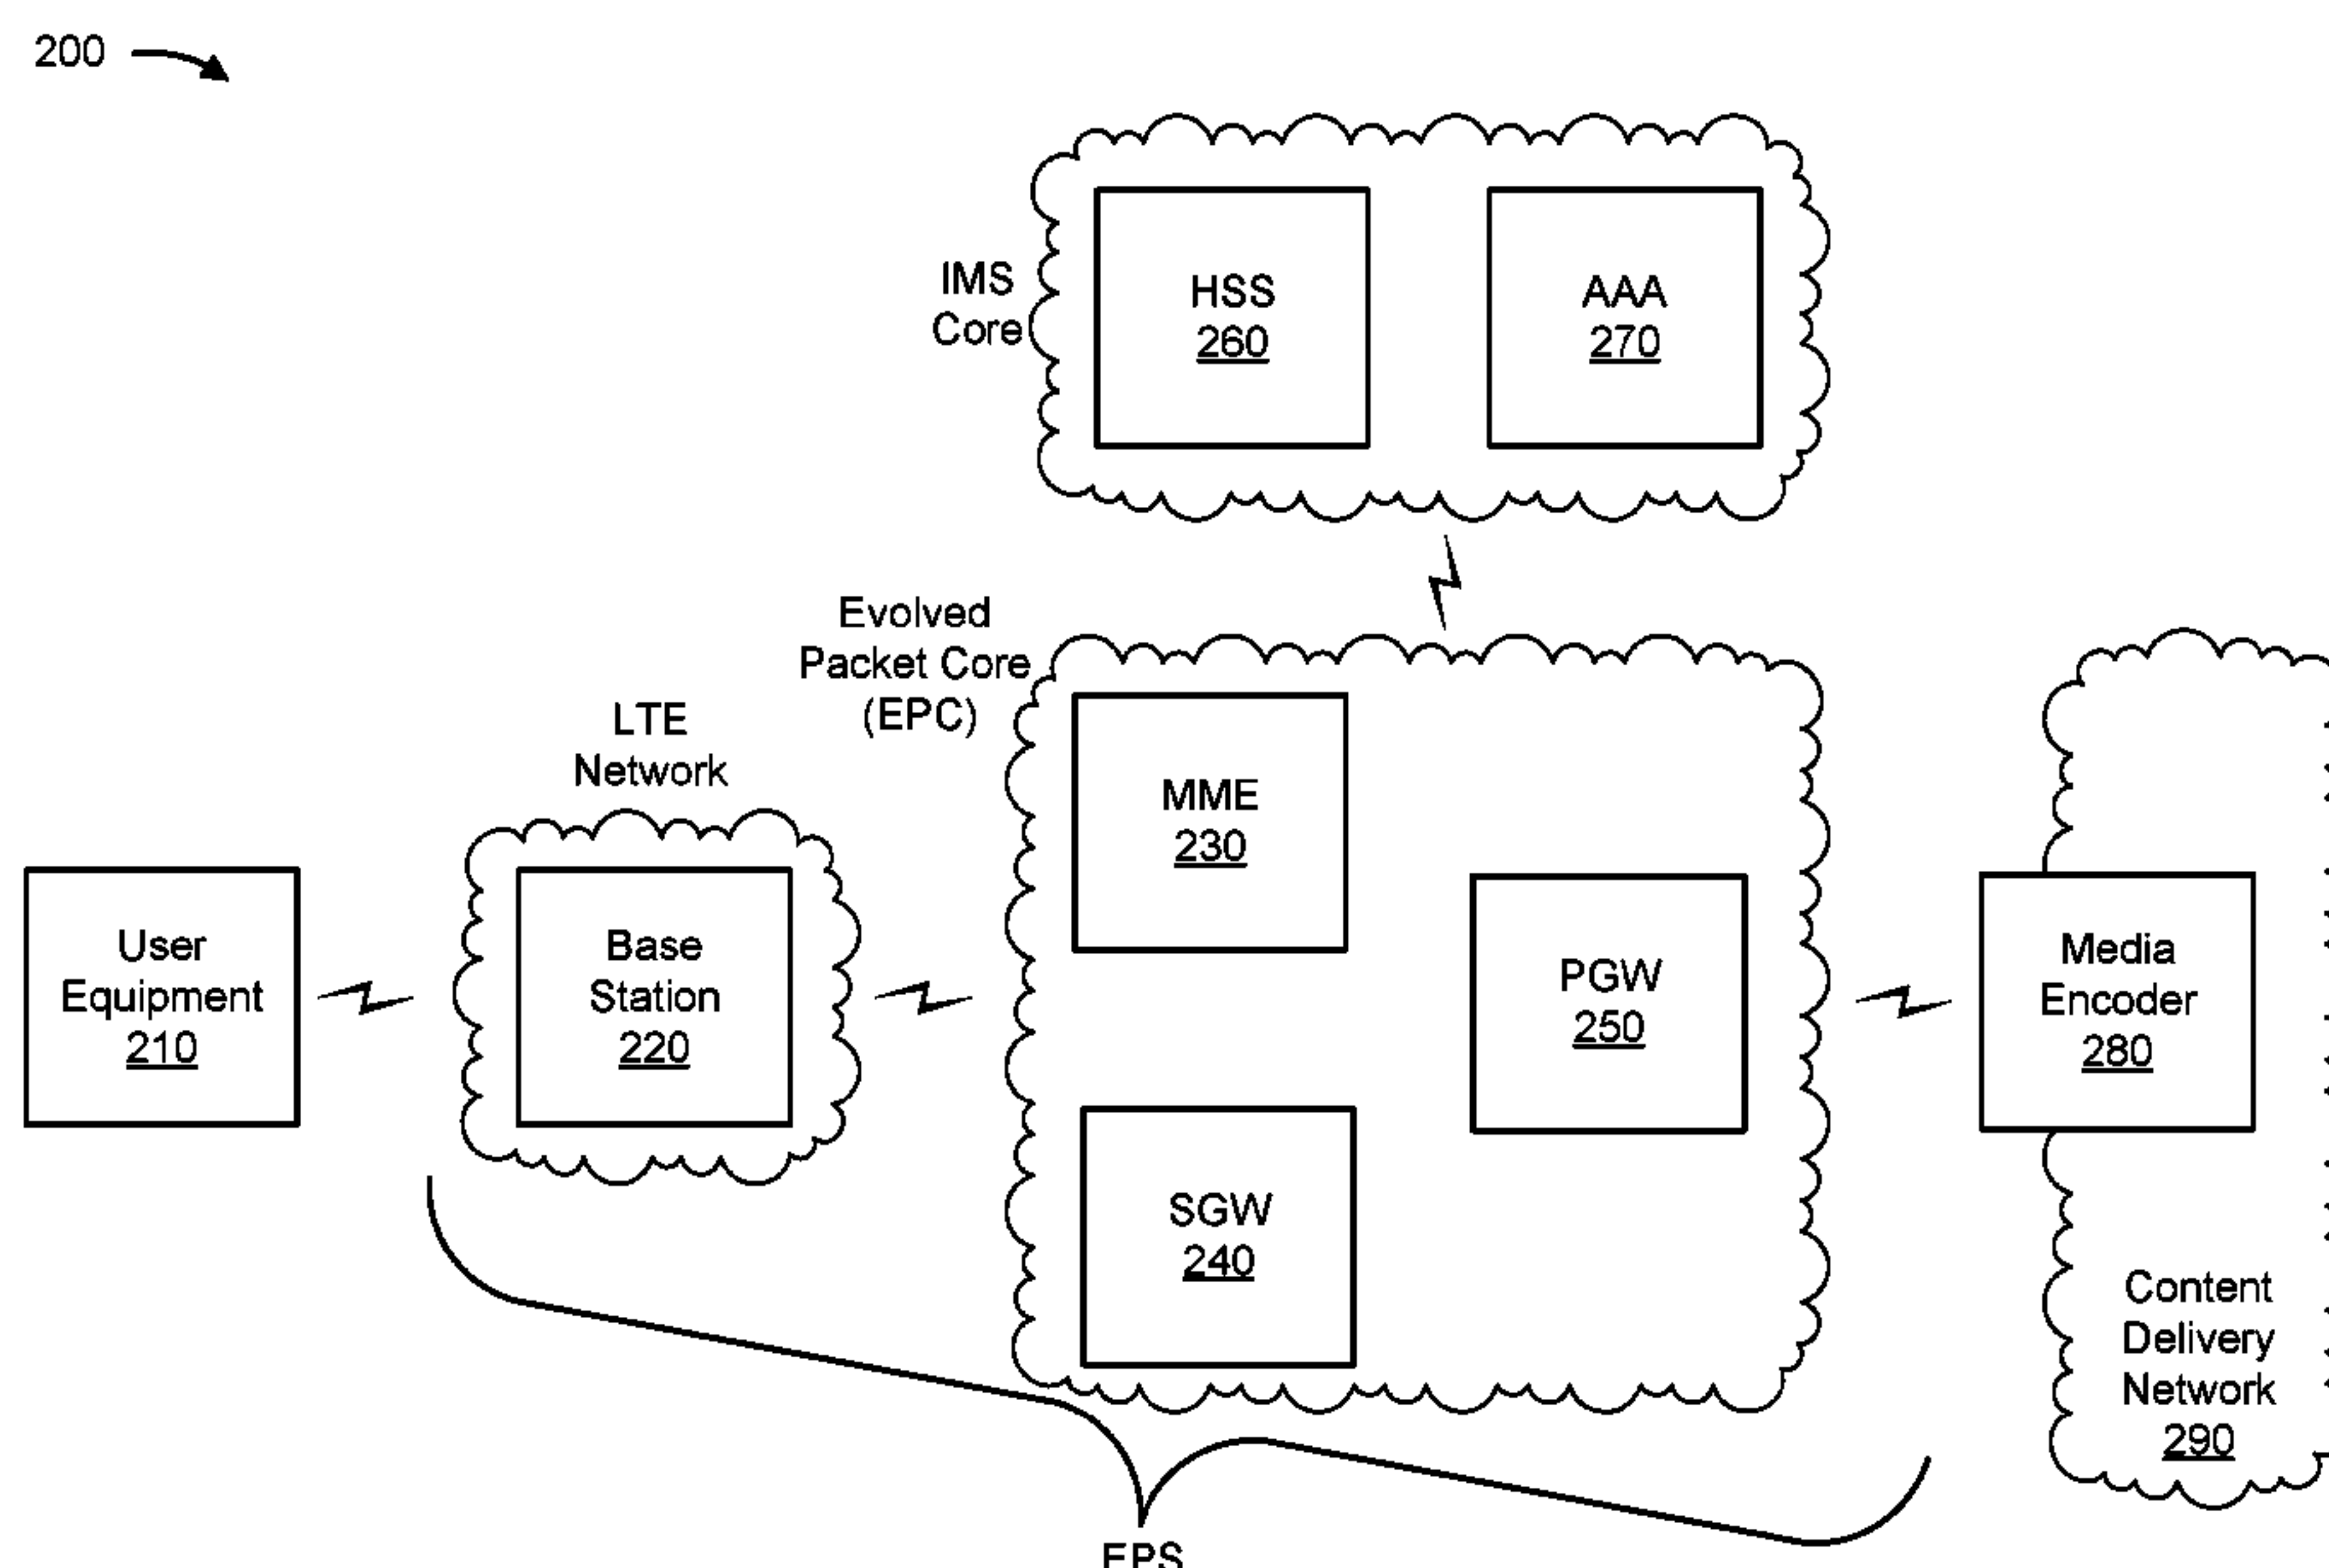 200
IMS
Core
HSS
260
AAA
270
Evolved
Packet Core
(EPC)
LTE
Network
MME
230
User
Equipment
210
Base
Station
220
PGW
250
Media
Encoder
280
SGW
240
Content
Delivery
Network
290
EPS